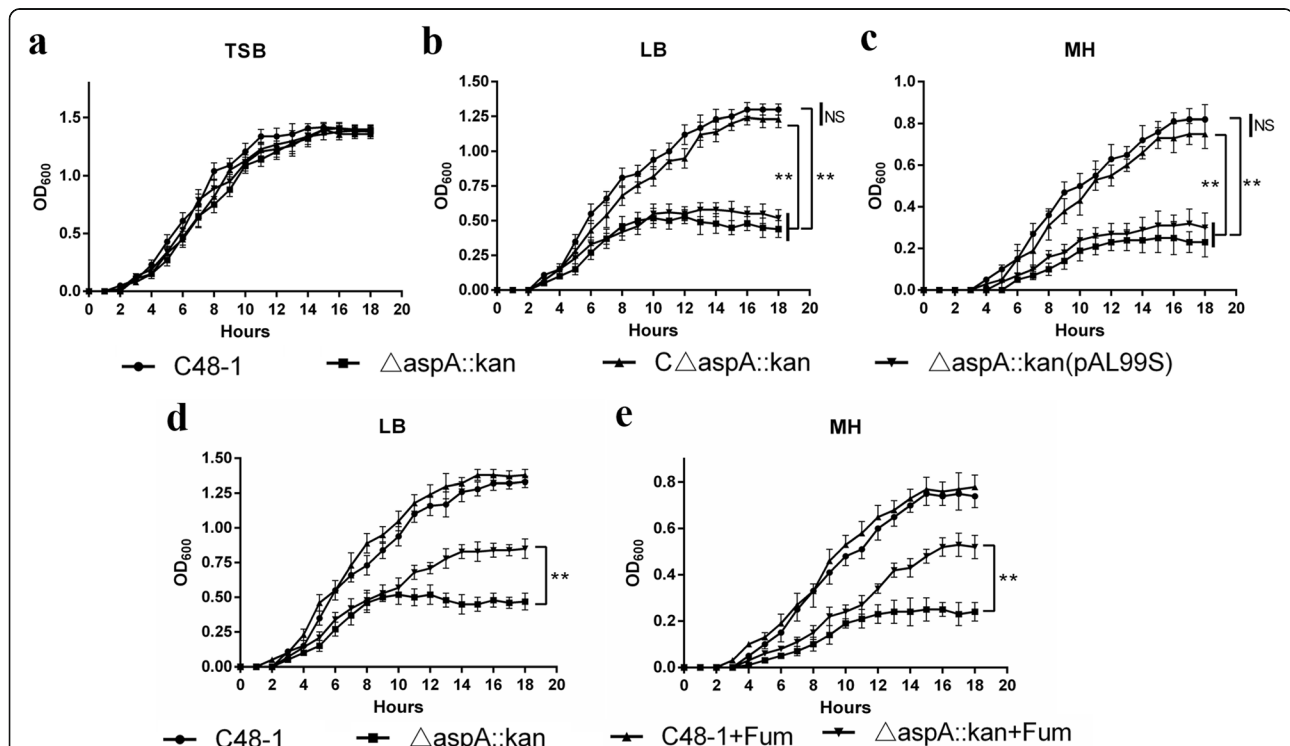 a
TSB
OD600
1.5
1.0
0.5
0.0
0 2 4 6 8 10 12 14 16 18 20
Hours
b
LB
OD600
1.50
1.25
1.00
0.75
0.50
0.25
0.00
0 2 4 6 8 10 12 14 16 18 20
Hours
NS
** **
c
MH
OD600
1.0
0.8
0.6
0.4
0.2
0.0
0 2 4 6 8 10 12 14 16 18 20
Hours
NS
** **
C48-1 △aspA::kan C△aspA::kan △aspA::kan(pAL99S)
d
LB
OD600
1.50
1.25
1.00
0.75
0.50
0.25
0.00
0 2 4 6 8 10 12 14 16 18 20
Hours
**
e
MH
OD600
0.8
0.6
0.4
0.2
0.0
0 2 4 6 8 10 12 14 16 18 20
Hours
**
C48-1 △aspA::kan C48-1+Fum △aspA::kan+Fum